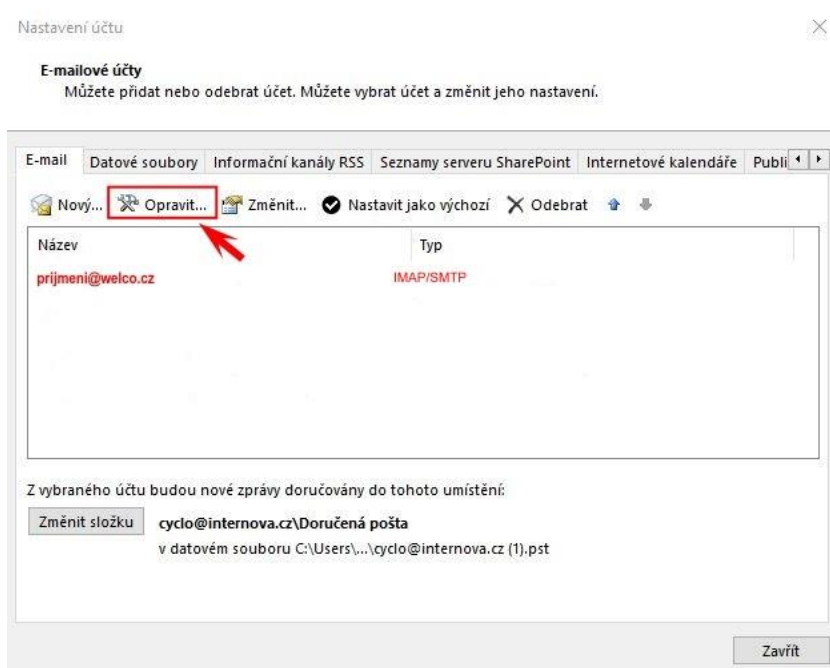 Nastavení účtu
E-mailové účty
Můžete přidat nebo odebrat účet. Můžete vybrat účet a změnit jeho nastavení.
E-mail Datové soubory Informační kanály RSS Seznamy serveru SharePoint Internetové kalendáře Publi
Nový... Opravit... Změnit... Nastavit jako výchozí Odebrat
Název Typ
prijmeni@welco.cz IMAP/SMTP
Z vybraného účtu budou nové zprávy doručovány do tohoto umístění:
Změnit složku cyclo@internova.cz\Doručená pošta
v datovém souboru C:\Users\...\cyclo@internova.cz (1).pst
Zavřít